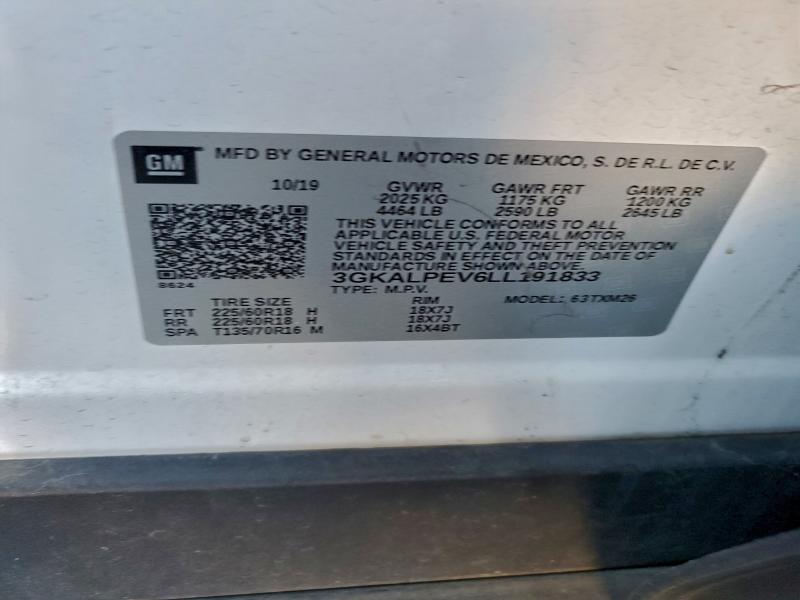 GM MFD BY GENERAL MOTORS DE MEXICO, S. DE R.L. DE C.V.
10/19 GVWR GAWR FRT GAWR RR
2025 KG 1175 KG 1200 KG
4464 LB 2590 LB 2645 LB
THIS VEHICLE CONFORMS TO ALL
APPLICABLE U.S. FEDERAL MOTOR
VEHICLE SAFETY AND THEFT PREVENTION
STANDARDS IN EFFECT ON THE DATE OF
MANUFACTURE SHOWN ABOVE.
8624 3GKALPEV6LL191833
TYPE: M.P.V. MODEL: 63TXM26
TIRE SIZE RIM
FRT 225/60R18 H 18X7J
RR 225/60R18 H 18X7J
SPA T135/70R16 M 16X4BT